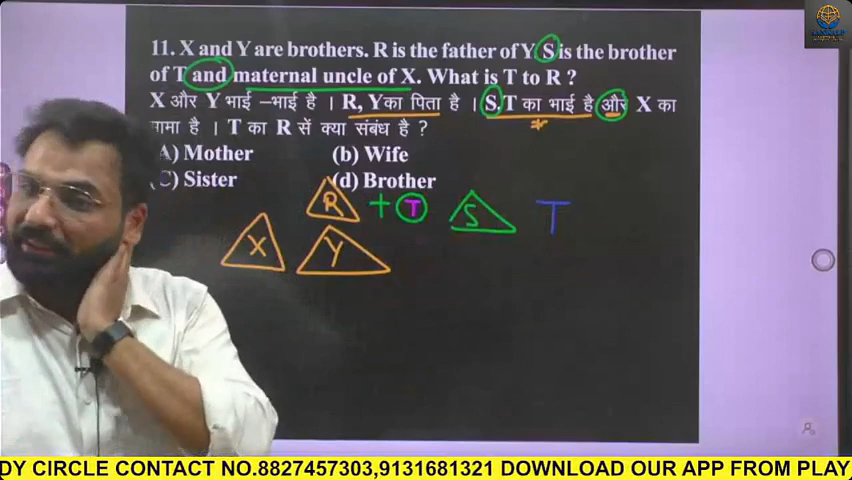 11. X and Y are brothers. R is the father of Y. S is the brother
of T and maternal uncle of X. What is T to R ?
X और Y भाई –भाई है । R, Yका पिता है । S,T का भाई है और X का
मामा है । T का R सें क्या संबंध है ?
A) Mother (b) Wife
C) Sister (d) Brother
R + T S T
X Y
DY CIRCLE CONTACT NO.8827457303,9131681321 DOWNLOAD OUR APP FROM PLAY